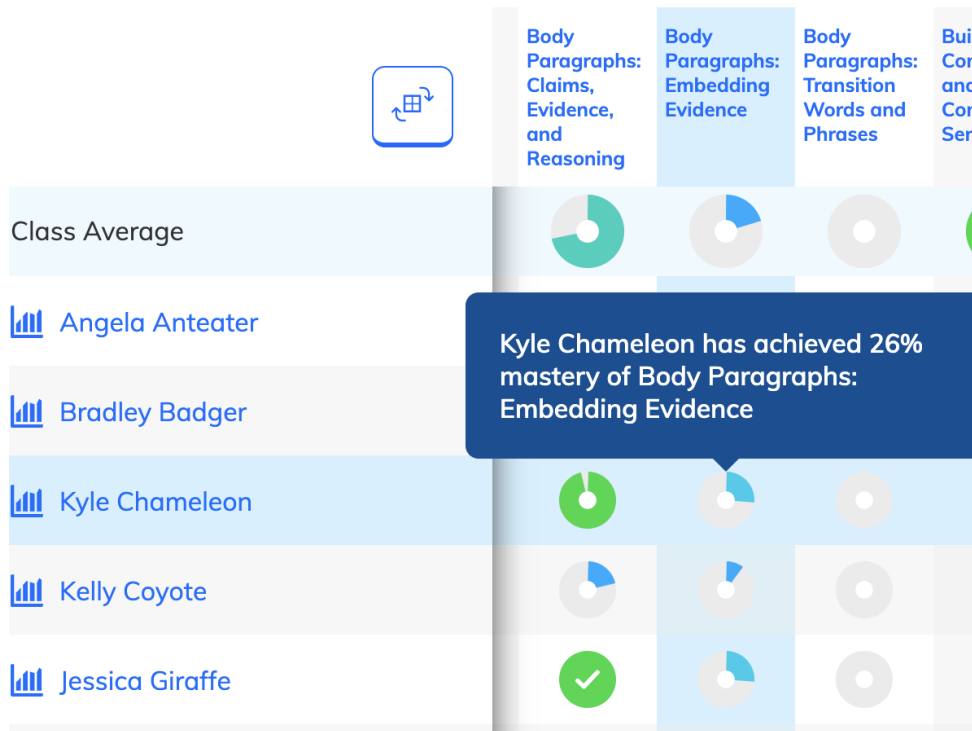 Body
Paragraphs:
Claims,
Evidence,
and
Reasoning
Body
Paragraphs:
Embedding
Evidence
Body
Paragraphs:
Transition
Words and
Phrases
Class Average
Angela Anteater
Kyle Chameleon has achieved 26%
mastery of Body Paragraphs:
Embedding Evidence
Bradley Badger
Kyle Chameleon
Kelly Coyote
Jessica Giraffe